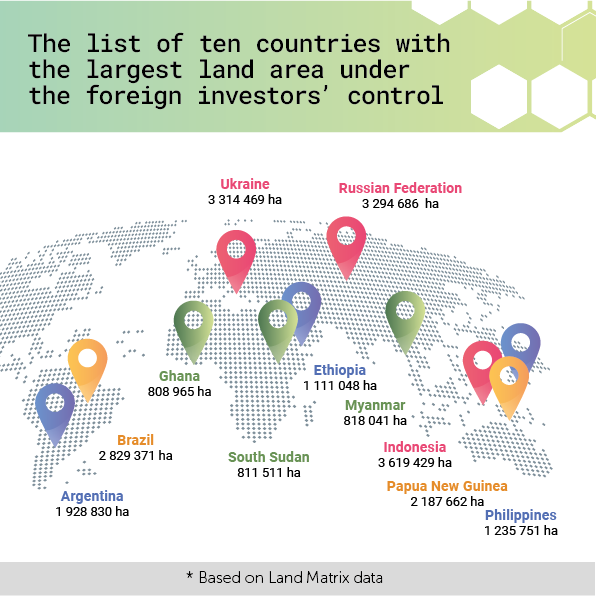 The list of ten countries with
the largest land area under
the foreign investors’ control
Ukraine
3 314 469 ha
Russian Federation
3 294 686 ha
Ghana
808 965 ha
Ethiopia
1 111 048 ha
Myanmar
818 041 ha
Brazil
2 829 371 ha
South Sudan
811 511 ha
Indonesia
3 619 429 ha
Papua New Guinea
2 187 662 ha
Argentina
1 928 830 ha
Philippines
1 235 751 ha
* Based on Land Matrix data